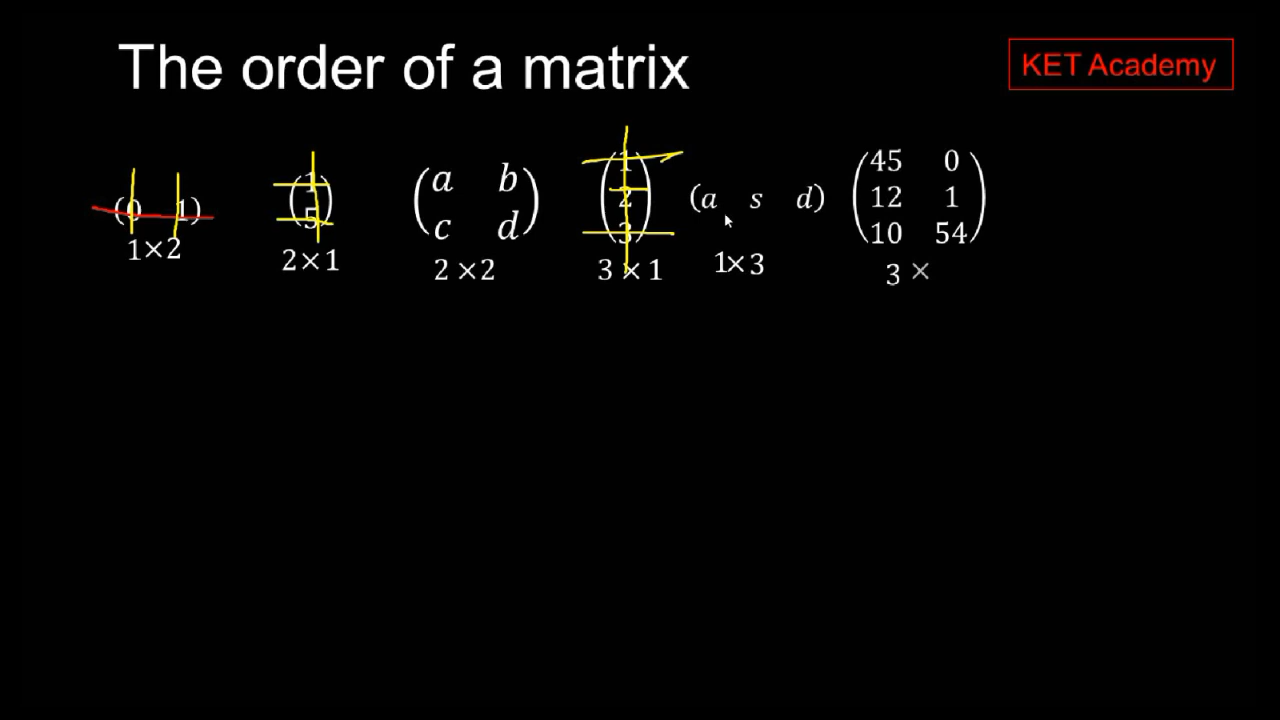 The order of a matrix
KET Academy
(0 1)
1×2
(1
5)
2×1
(a b
c d)
2 ×2
(1
2
3)
3 × 1
(a s d)
1×3
(45 0
12 1
10 54)
3 ×